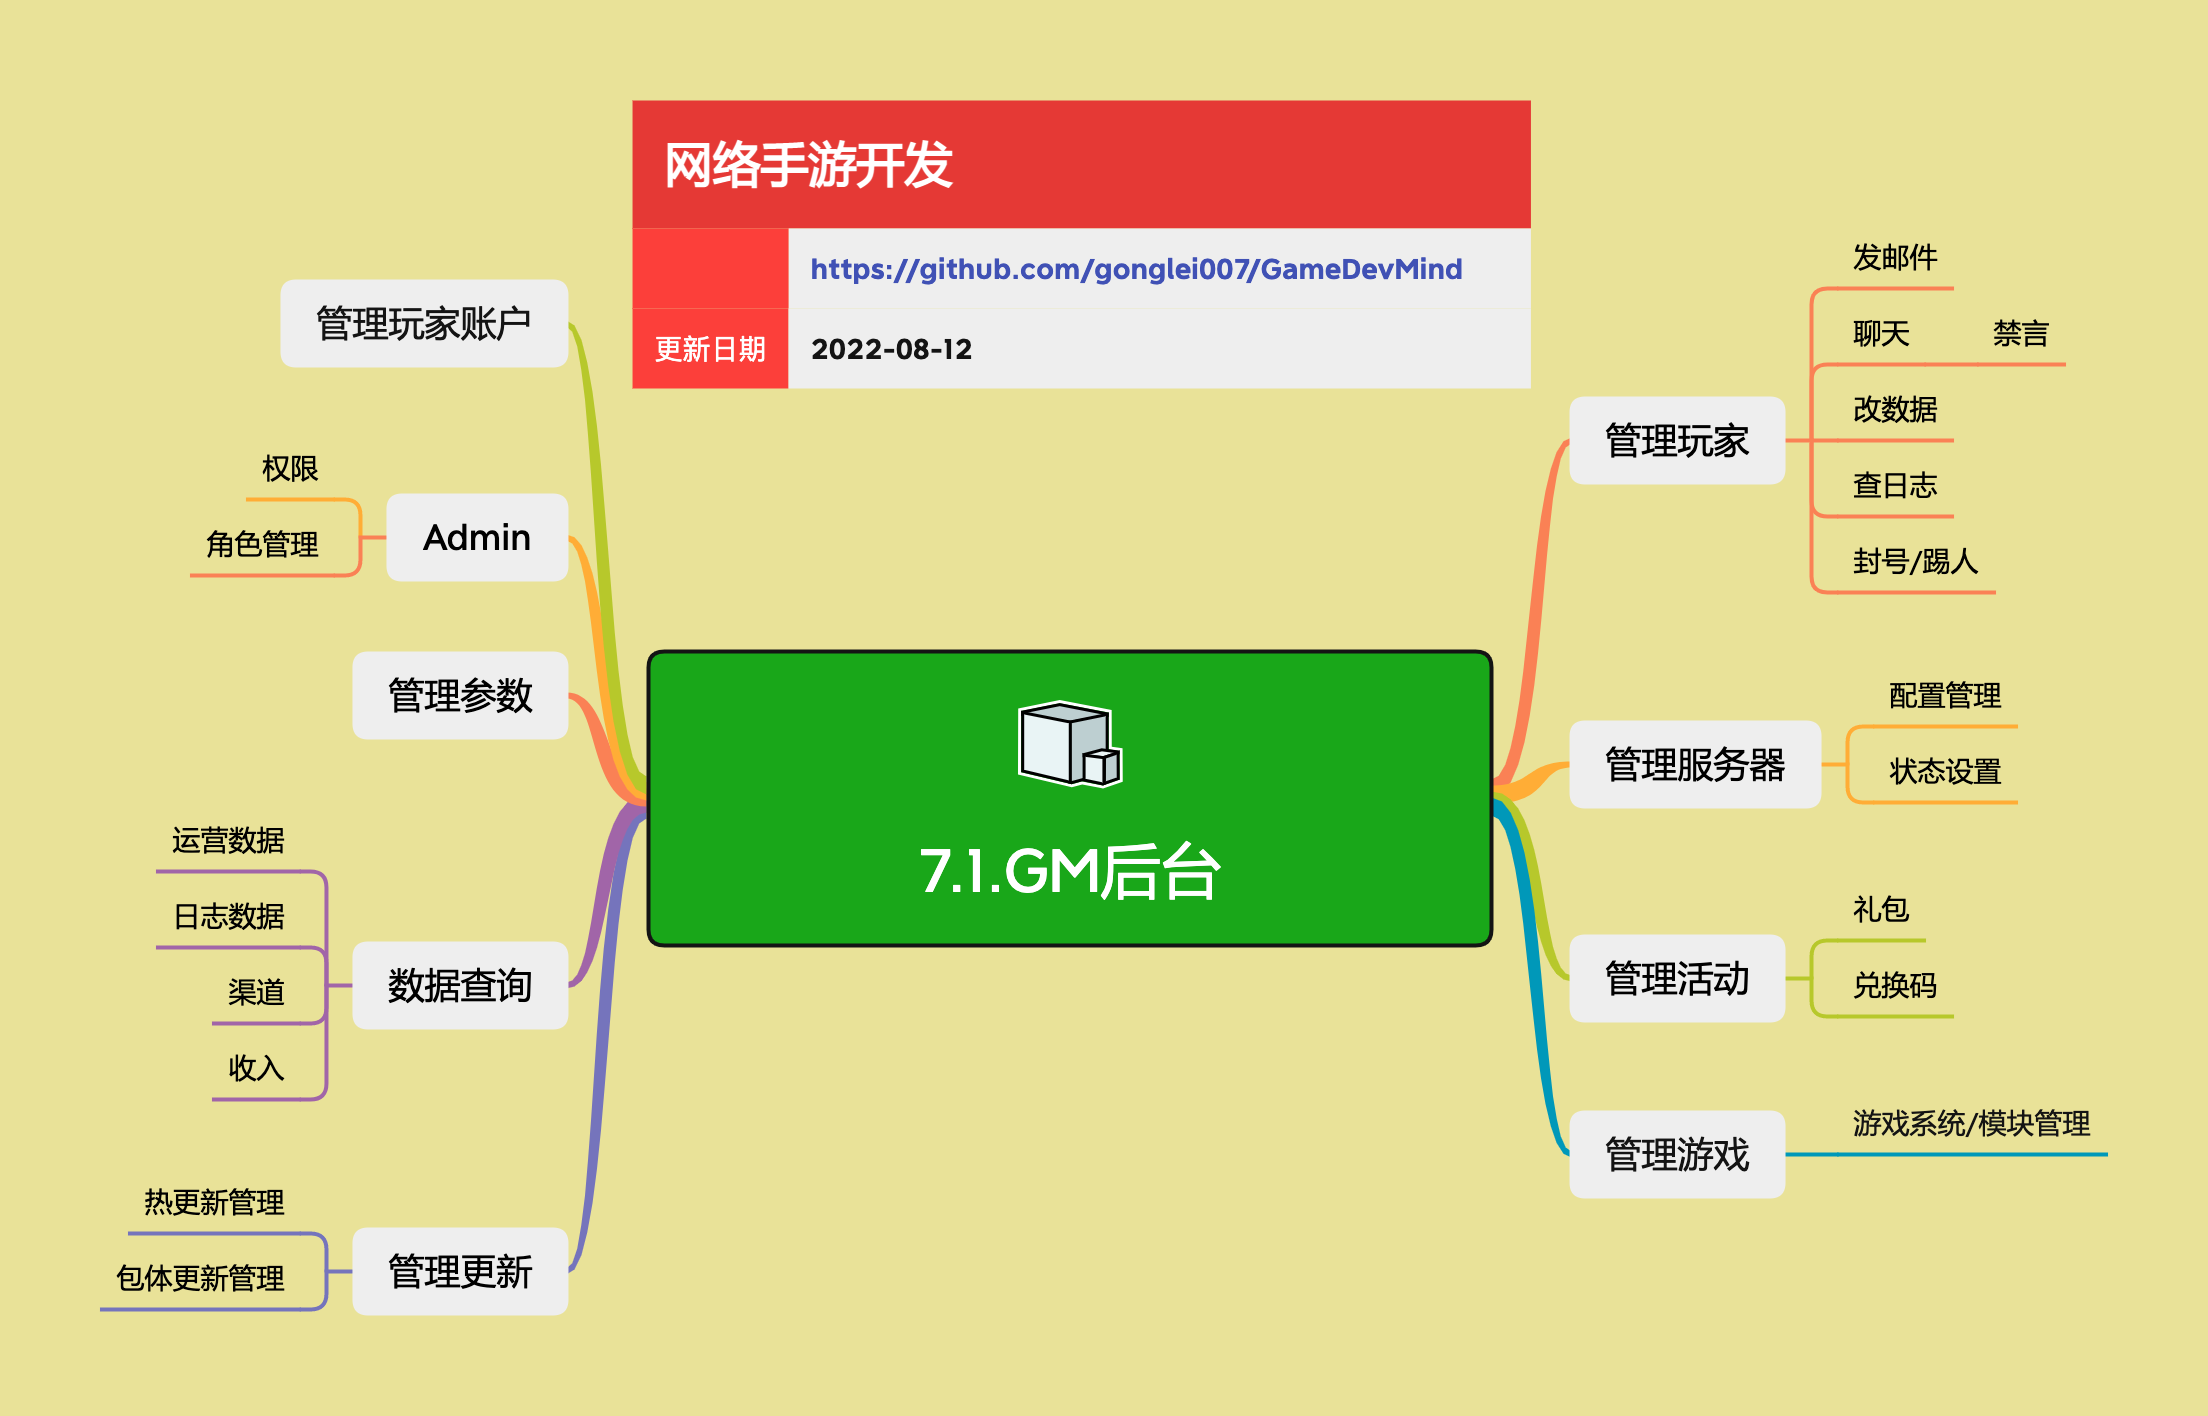 网络手游开发
https://github.com/gonglei007/GameDevMind
更新日期
2022-08-12
7.1.GM后台
管理玩家
发邮件
聊天
禁言
改数据
查日志
封号/踢人
管理服务器
配置管理
状态设置
管理活动
礼包
兑换码
管理游戏
游戏系统/模块管理
管理玩家账户
Admin
权限
角色管理
管理参数
数据查询
运营数据
日志数据
渠道
收入
管理更新
热更新管理
包体更新管理